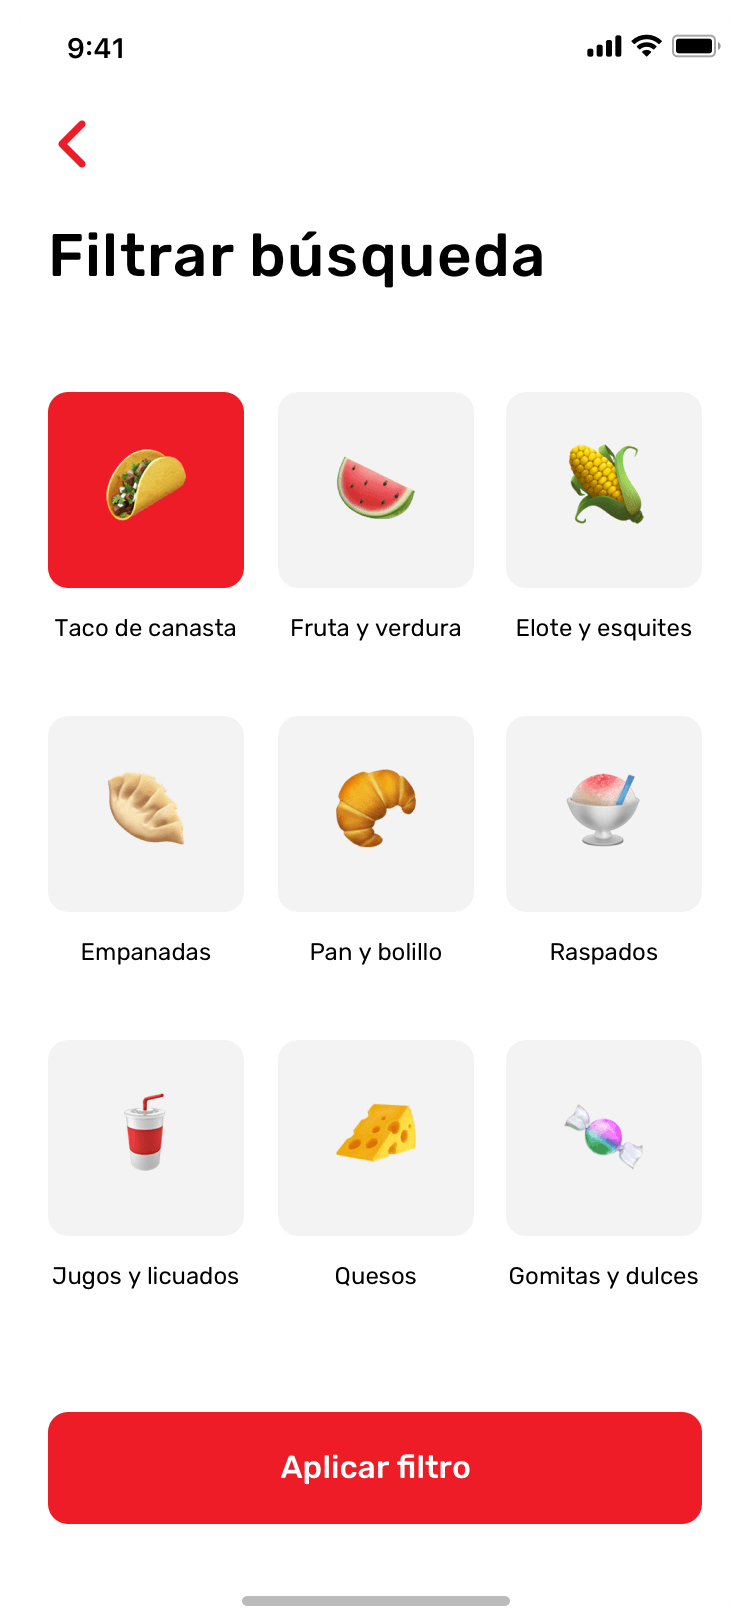 9:41
Filtrar búsqueda
Taco de canasta
Fruta y verdura
Elote y esquites
Empanadas
Pan y bolillo
Raspados
Jugos y licuados
Quesos
Gomitas y dulces
Aplicar filtro